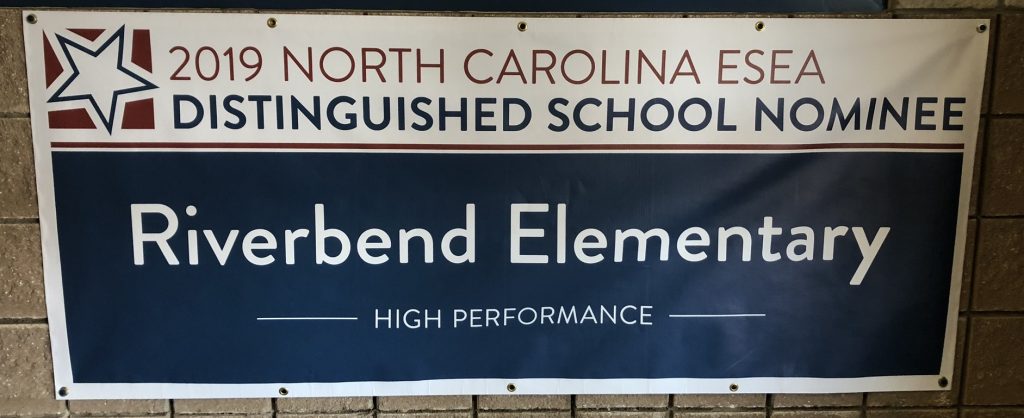 2019 NORTH CAROLINA ESEA
DISTINGUISHED SCHOOL NOMINEE
Riverbend Elementary
HIGH PERFORMANCE